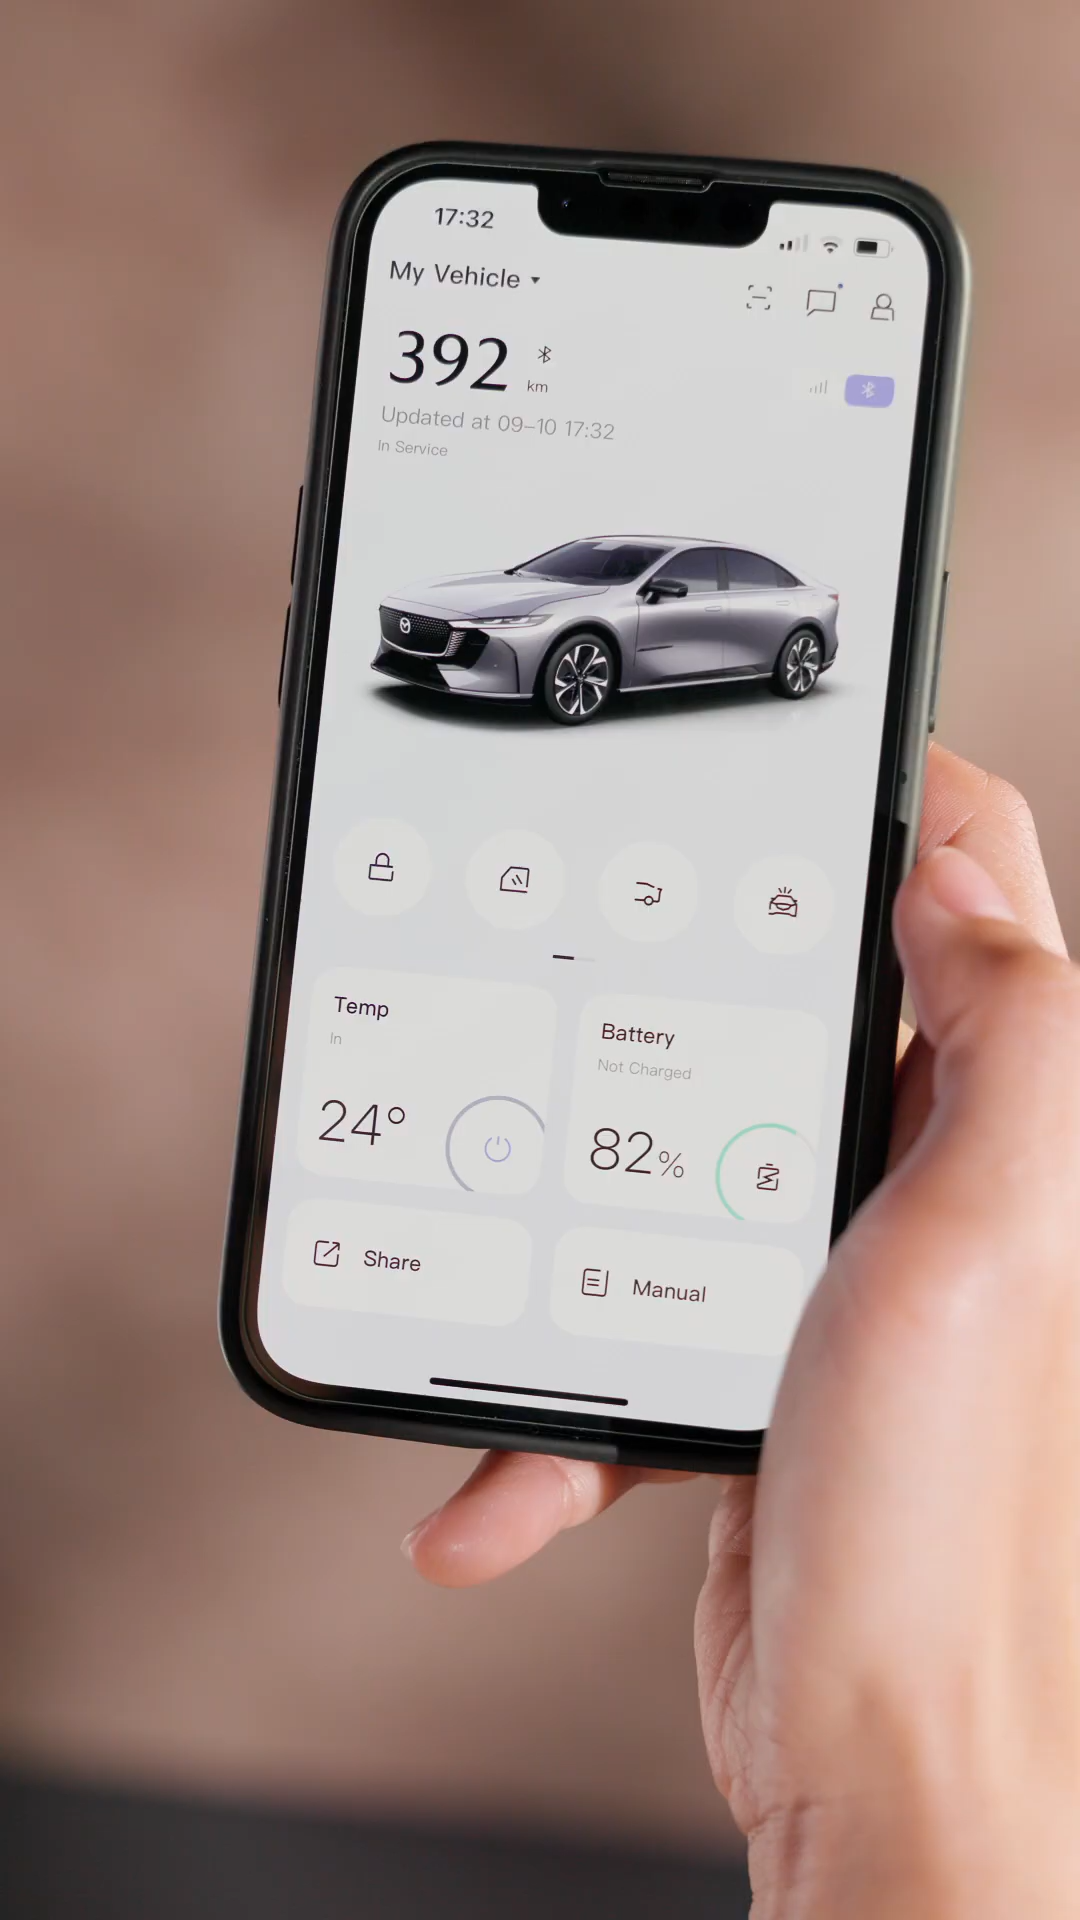 17:32
My Vehicle
392 km
Updated at 09-10 17:32
In Service
Temp
In
24°
Battery
Not Charged
82%
Share
Manual